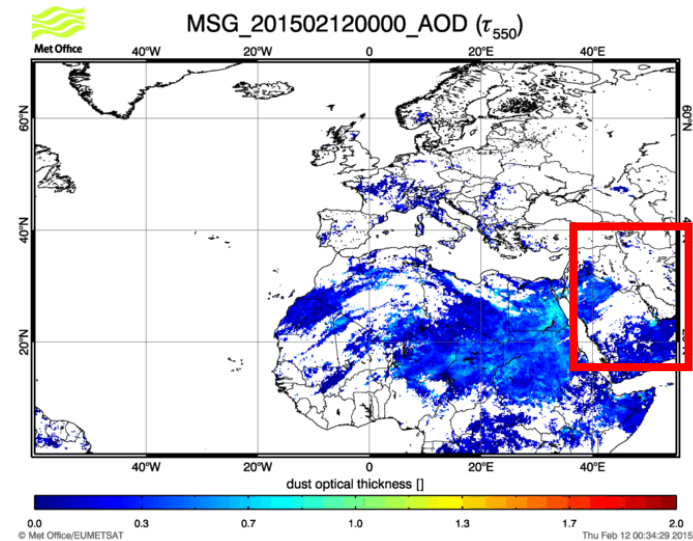 Met Office
MSG_201502120000_AOD (τ550)
40°W 20°W 0 20°E 40°E
60°N 60°N
40°N
20°N
40°W 20°W 0 20°E 40°E
dust optical thickness []
0.0 0.3 0.7 1.0 1.3 1.7 2.0
© Met Office/EUMETSAT Thu Feb 12 00:34:29 2015